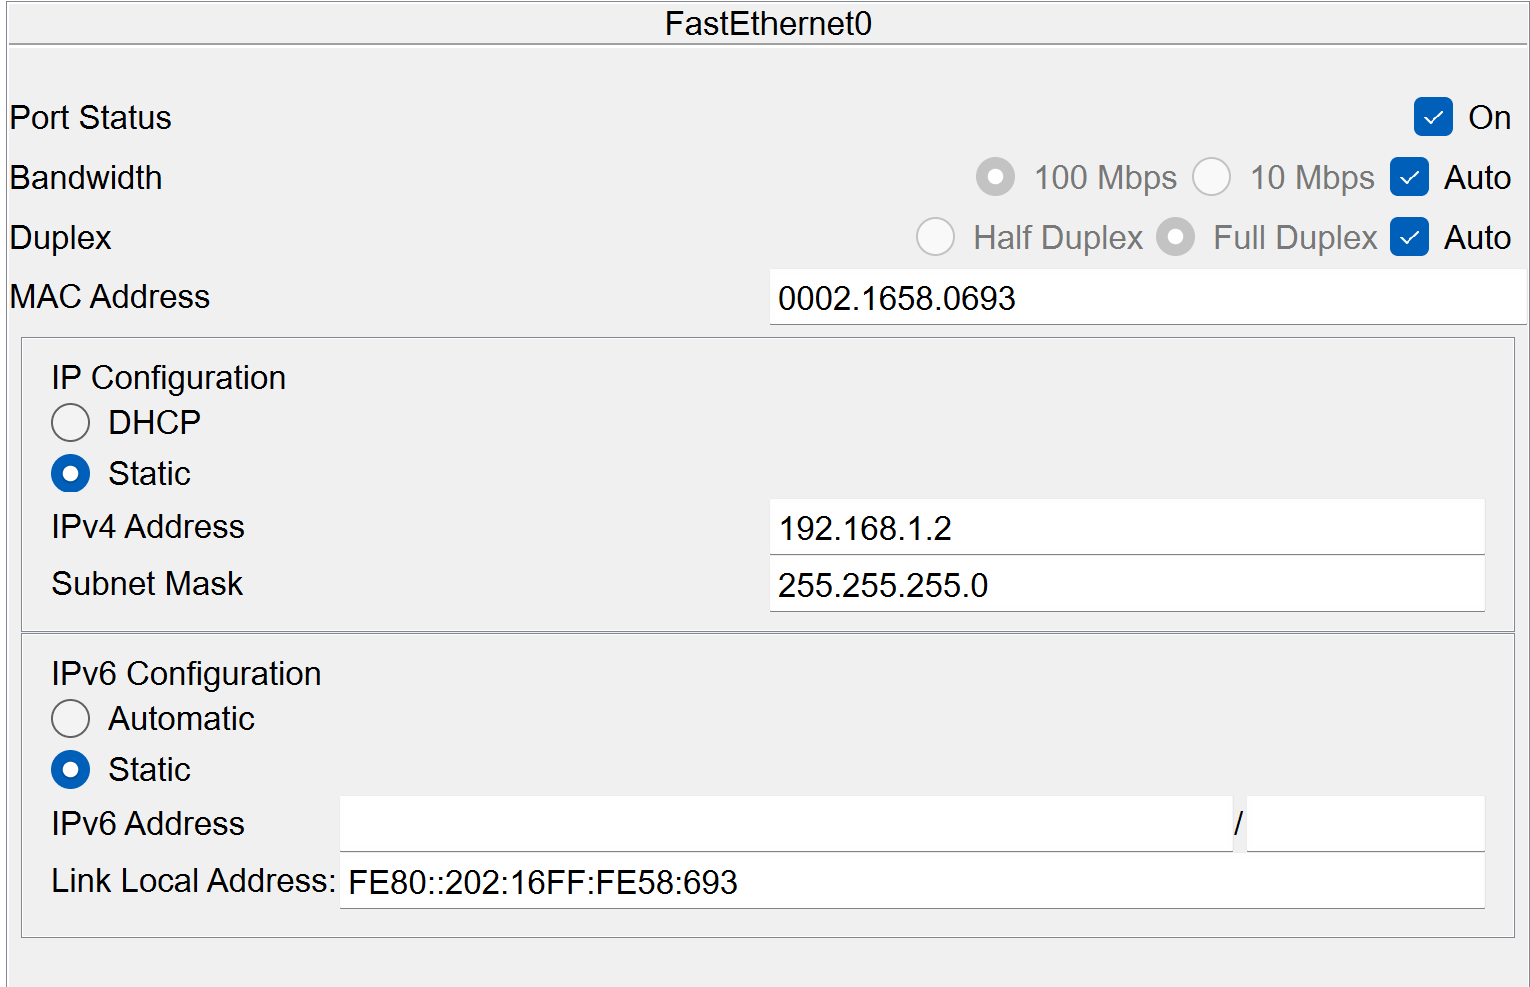 FastEthernet0
Port Status On
Bandwidth 100 Mbps 10 Mbps Auto
Duplex Half Duplex Full Duplex Auto
MAC Address 0002.1658.0693
IP Configuration
DHCP
Static
IPv4 Address 192.168.1.2
Subnet Mask 255.255.255.0
IPv6 Configuration
Automatic
Static
IPv6 Address /
Link Local Address: FE80::202:16FF:FE58:693